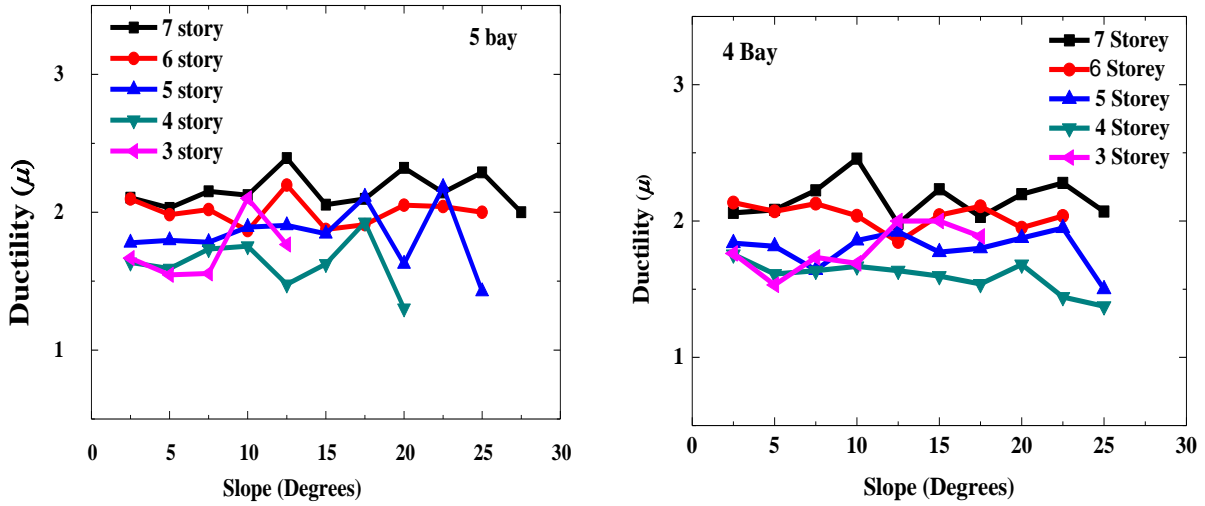 7 story
6 story
5 story
4 story
3 story
5 bay
3
2
1
Ductility (μ)
0 5 10 15 20 25 30
Slope (Degrees)
4 Bay
7 Storey
6 Storey
5 Storey
4 Storey
3 Storey
3
2
1
Ductility (μ)
0 5 10 15 20 25 30
Slope (Degrees)